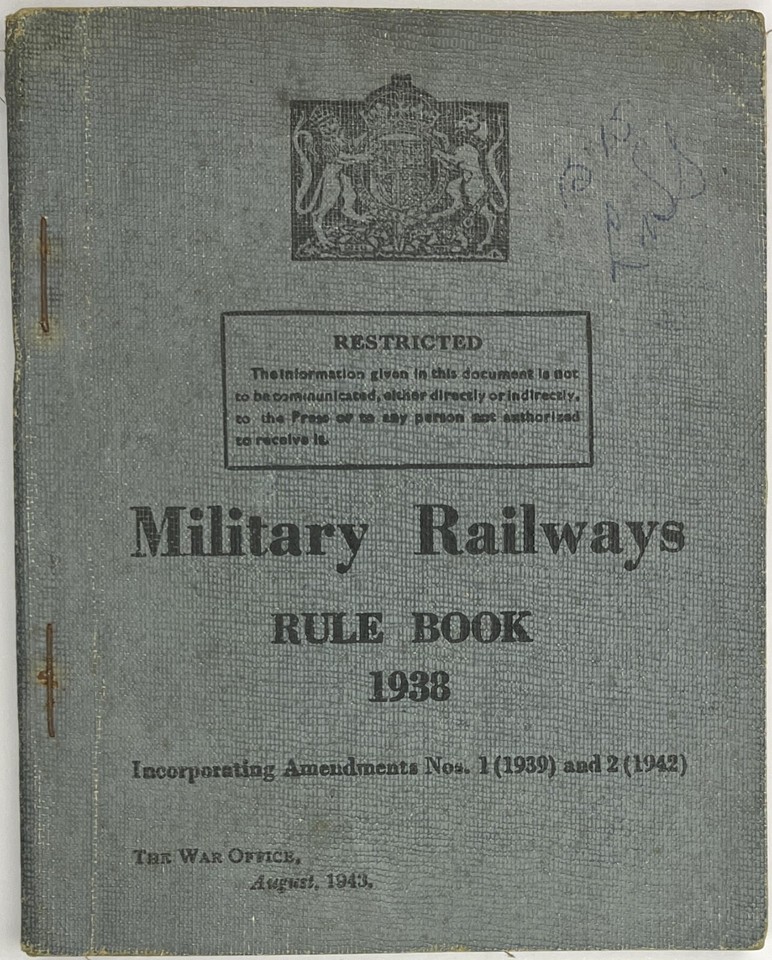 RESTRICTED
The information given in this document is not
to be communicated, either directly or indirectly,
to the Press or to any person not authorized
to receive it.
Military Railways
RULE BOOK
1938
Incorporating Amendments Nos. 1 (1939) and 2 (1942)
THE WAR OFFICE,
August, 1943.